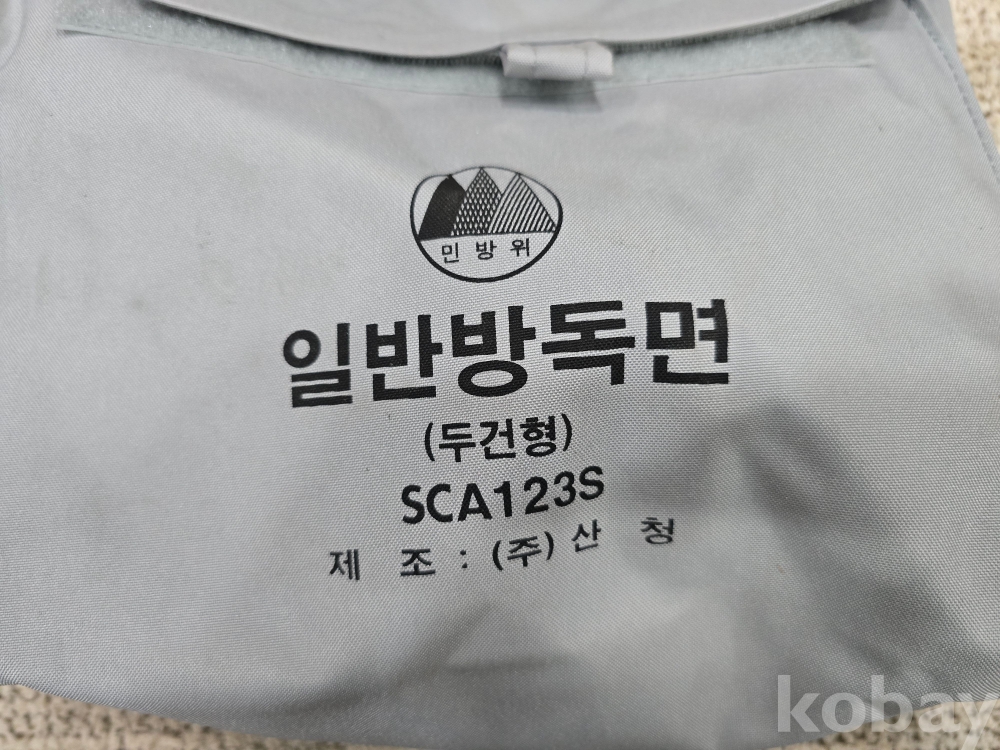 민 방 위
일반방독면
(두건형)
SCA123S
제 조 : (주) 산 청
kobay